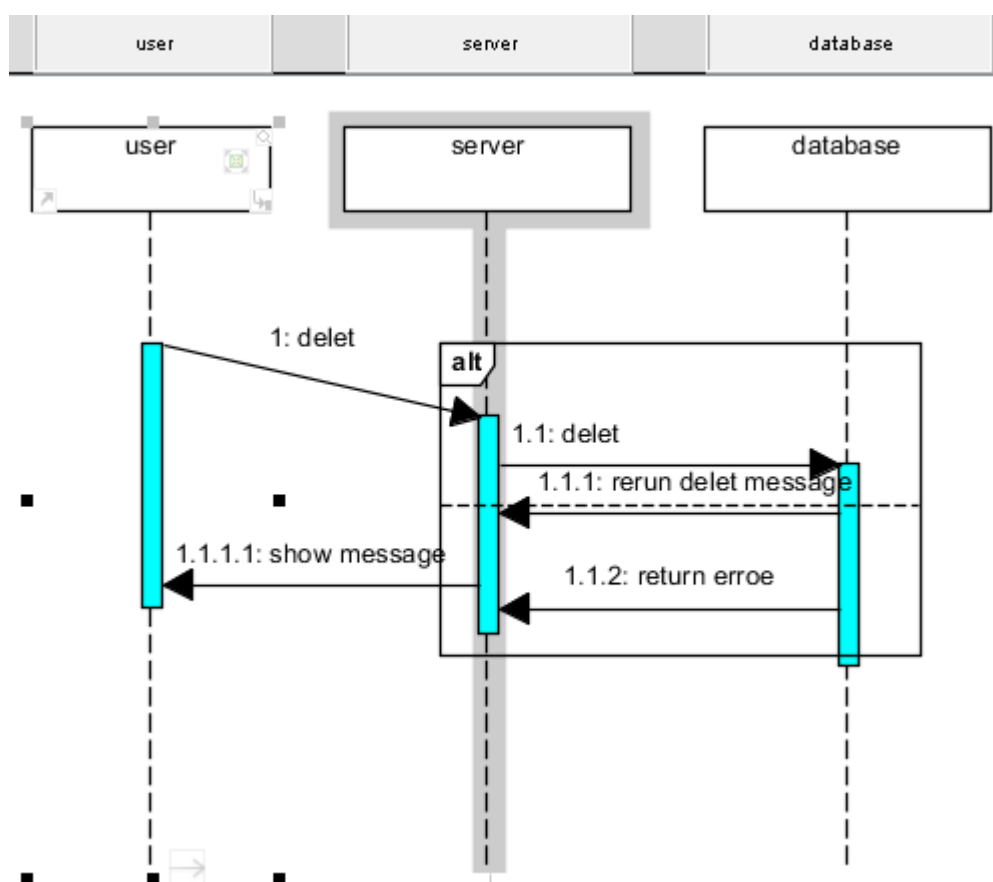 user server database
user server database
1: delet
alt
1.1: delet
1.1.1: rerun delet message
1.1.1.1: show message
1.1.2: return erroe